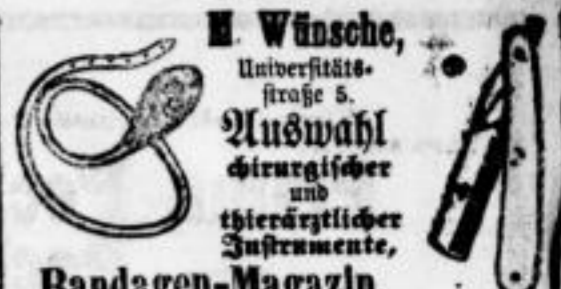 Wünsche,
Universitäts-
straße 5.
Auswahl
chirurgischer
und
thierärztlicher
Instrumente,
Bandagen-Magazin